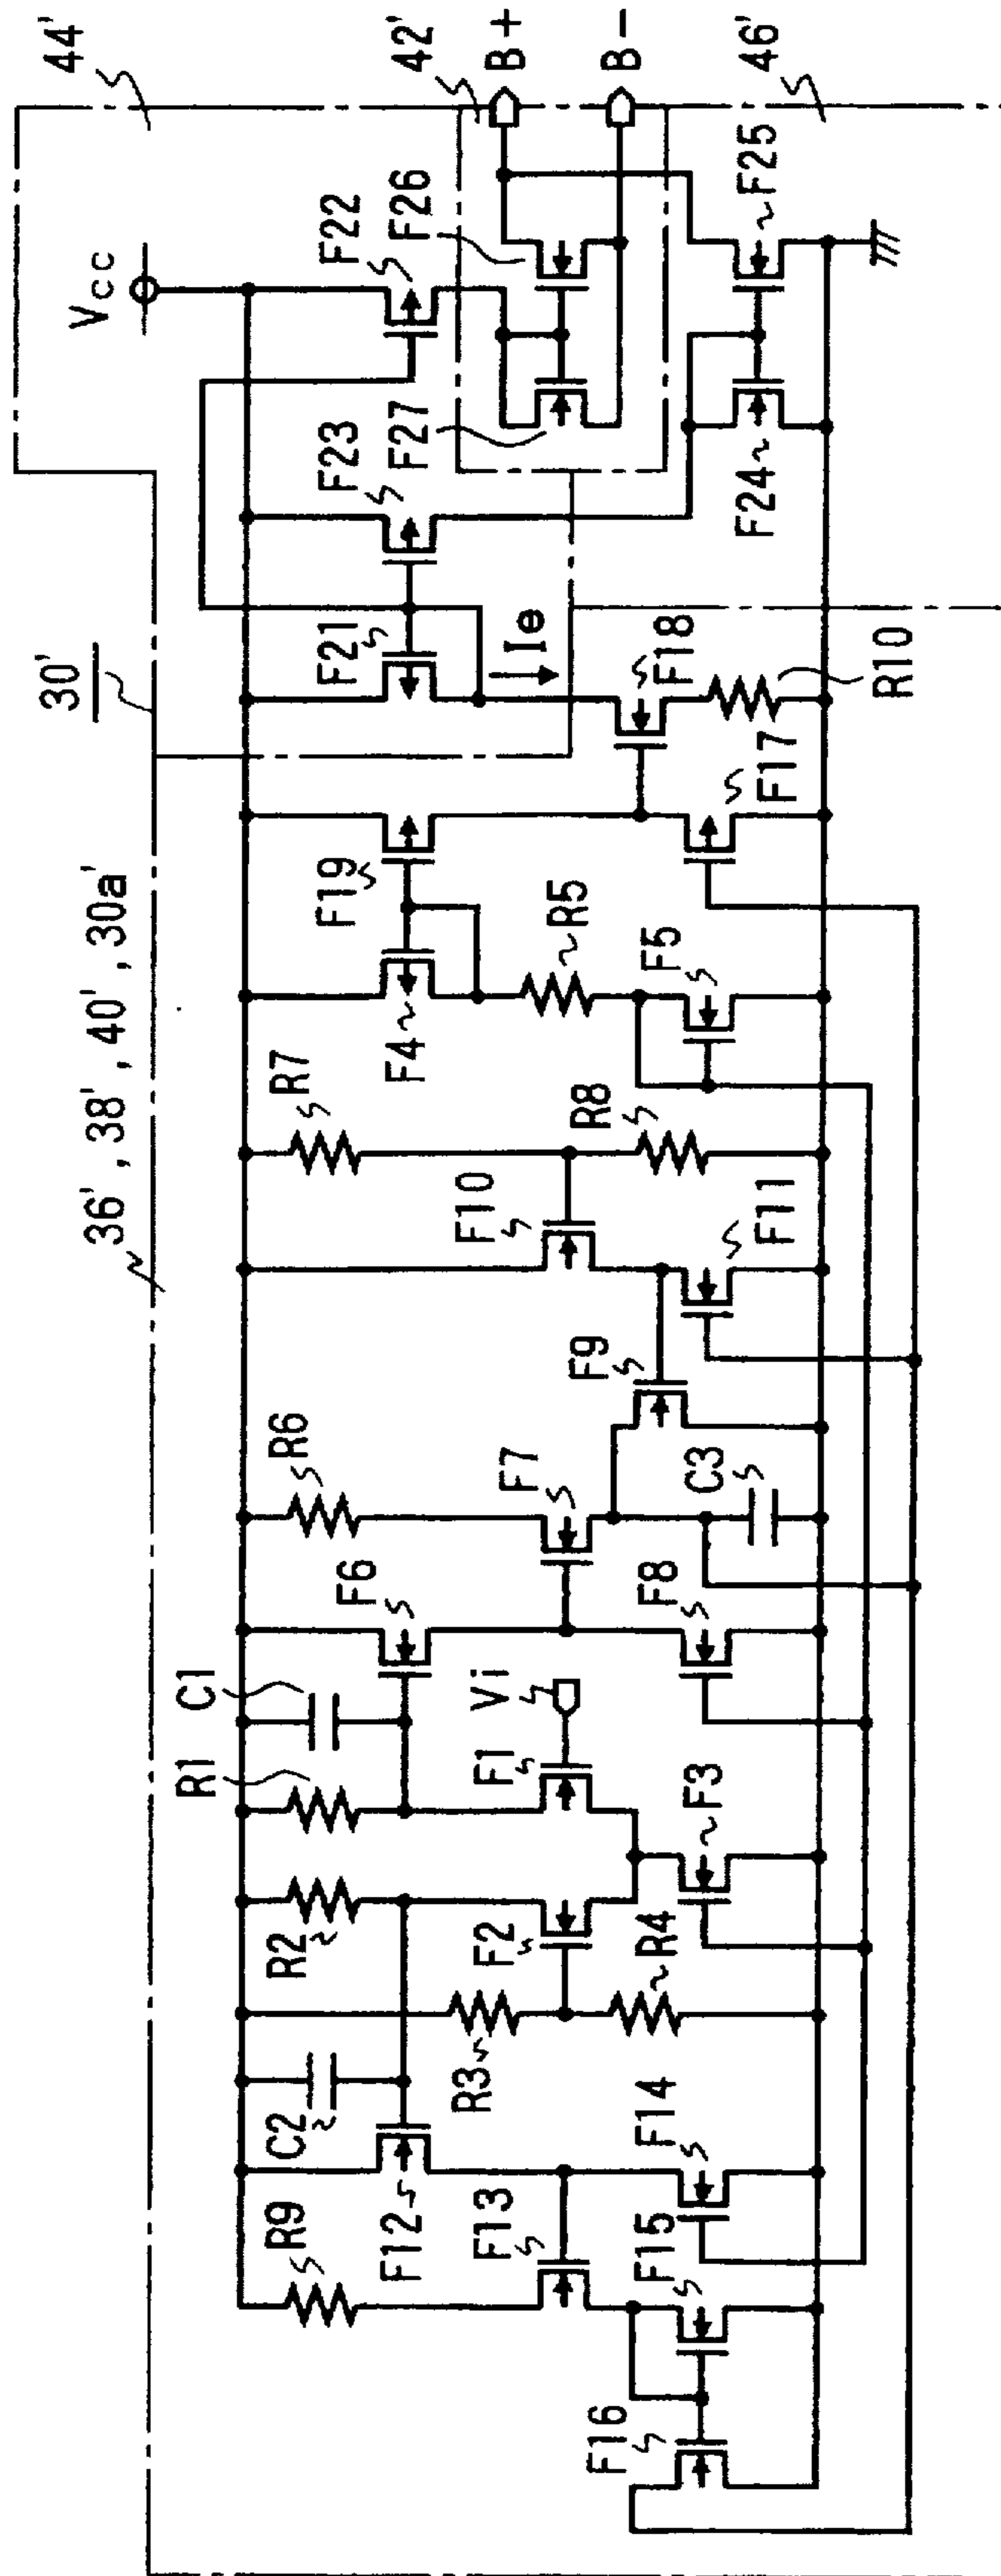 30'
36', 38', 40', 30a'
44'
Vcc
42'
B+
B-
46'
F22
F26
F23
F27
F21
Ie
F25
F24
F18
R10
F17
F19
F4
R5
F5
R7
R8
F10
F11
F9
R6
F7
C3
F6
F8
C1
R1
Vi
F1
F3
R2
F2
R4
R3
C2
F12
F14
R9
F13
F15
F16